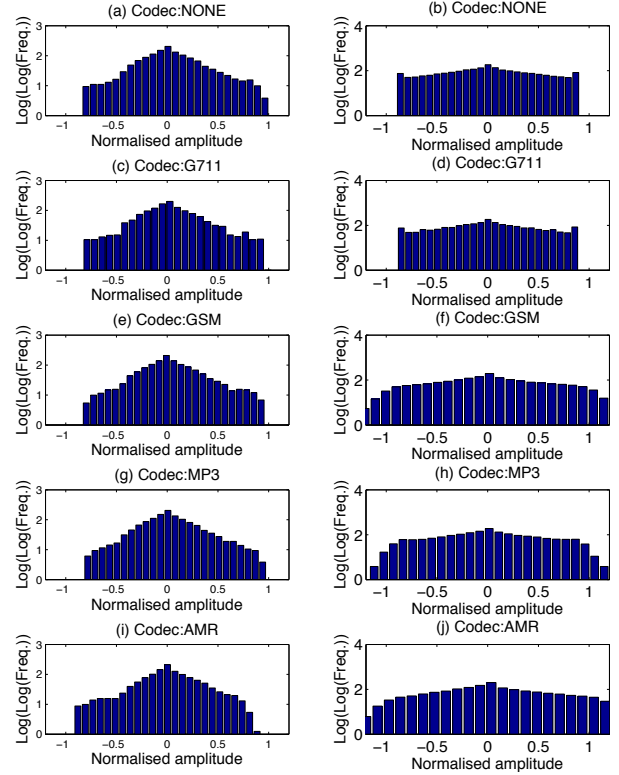 (a) Codec:NONE
3
2
1
0
Log(Log(Freq.))
−1 −0.5 0 0.5 1
Normalised amplitude
(b) Codec:NONE
4
2
0
Log(Log(Freq.))
−1 −0.5 0 0.5 1
Normalised amplitude
(c) Codec:G711
3
2
1
0
Log(Log(Freq.))
−1 −0.5 0 0.5 1
Normalised amplitude
(d) Codec:G711
4
2
0
Log(Log(Freq.))
−1 −0.5 0 0.5 1
Normalised amplitude
(e) Codec:GSM
3
2
1
0
Log(Log(Freq.))
−1 −0.5 0 0.5 1
Normalised amplitude
(f) Codec:GSM
4
2
0
Log(Log(Freq.))
−1 −0.5 0 0.5 1
Normalised amplitude
(g) Codec:MP3
3
2
1
0
Log(Log(Freq.))
−1 −0.5 0 0.5 1
Normalised amplitude
(h) Codec:MP3
4
2
0
Log(Log(Freq.))
−1 −0.5 0 0.5 1
Normalised amplitude
(i) Codec:AMR
3
2
1
0
Log(Log(Freq.))
−1 −0.5 0 0.5 1
Normalised amplitude
(j) Codec:AMR
4
2
0
Log(Log(Freq.))
−1 −0.5 0 0.5 1
Normalised amplitude